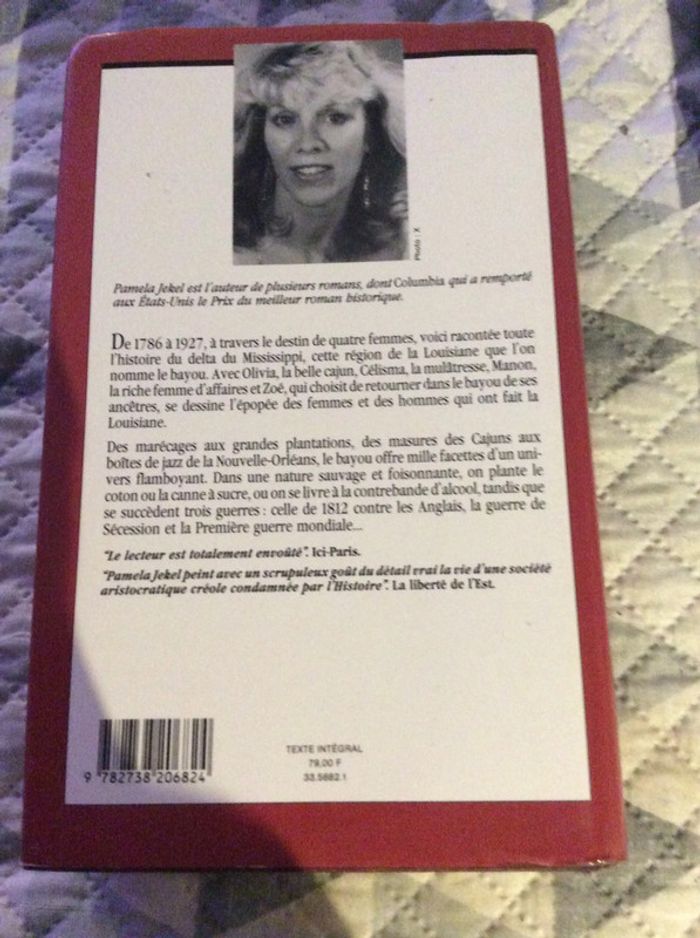 Photo : X
Pamela Jekel est l'auteur de plusieurs romans, dont Columbia qui a remporté
aux États-Unis le Prix du meilleur roman historique.
De 1786 à 1927, à travers le destin de quatre femmes, voici racontée toute
l'histoire du delta du Mississippi, cette région de la Louisiane que l'on
nomme le bayou. Avec Olivia, la belle cajun, Célisma, la mulâtresse, Manon,
la riche femme d'affaires et Zoé, qui choisit de retourner dans le bayou de ses
ancêtres, se dessine l'épopée des femmes et des hommes qui ont fait la
Louisiane.
Des marécages aux grandes plantations, des masures des Cajuns aux
boîtes de jazz de la Nouvelle-Orléans, le bayou offre mille facettes d'un uni-
vers flamboyant. Dans une nature sauvage et foisonnante, on plante le
coton ou la canne à sucre, ou on se livre à la contrebande d'alcool, tandis que
se succèdent trois guerres : celle de 1812 contre les Anglais, la guerre de
Sécession et la Première guerre mondiale...
"Le lecteur est totalement envoûté". Ici-Paris.
"Pamela Jekel peint avec un scrupuleux goût du détail vrai la vie d'une société
aristocratique créole condamnée par l'Histoire". La liberté de l'Est.
9 782738 206824
TEXTE INTÉGRAL
79,00 F
33.5682.1